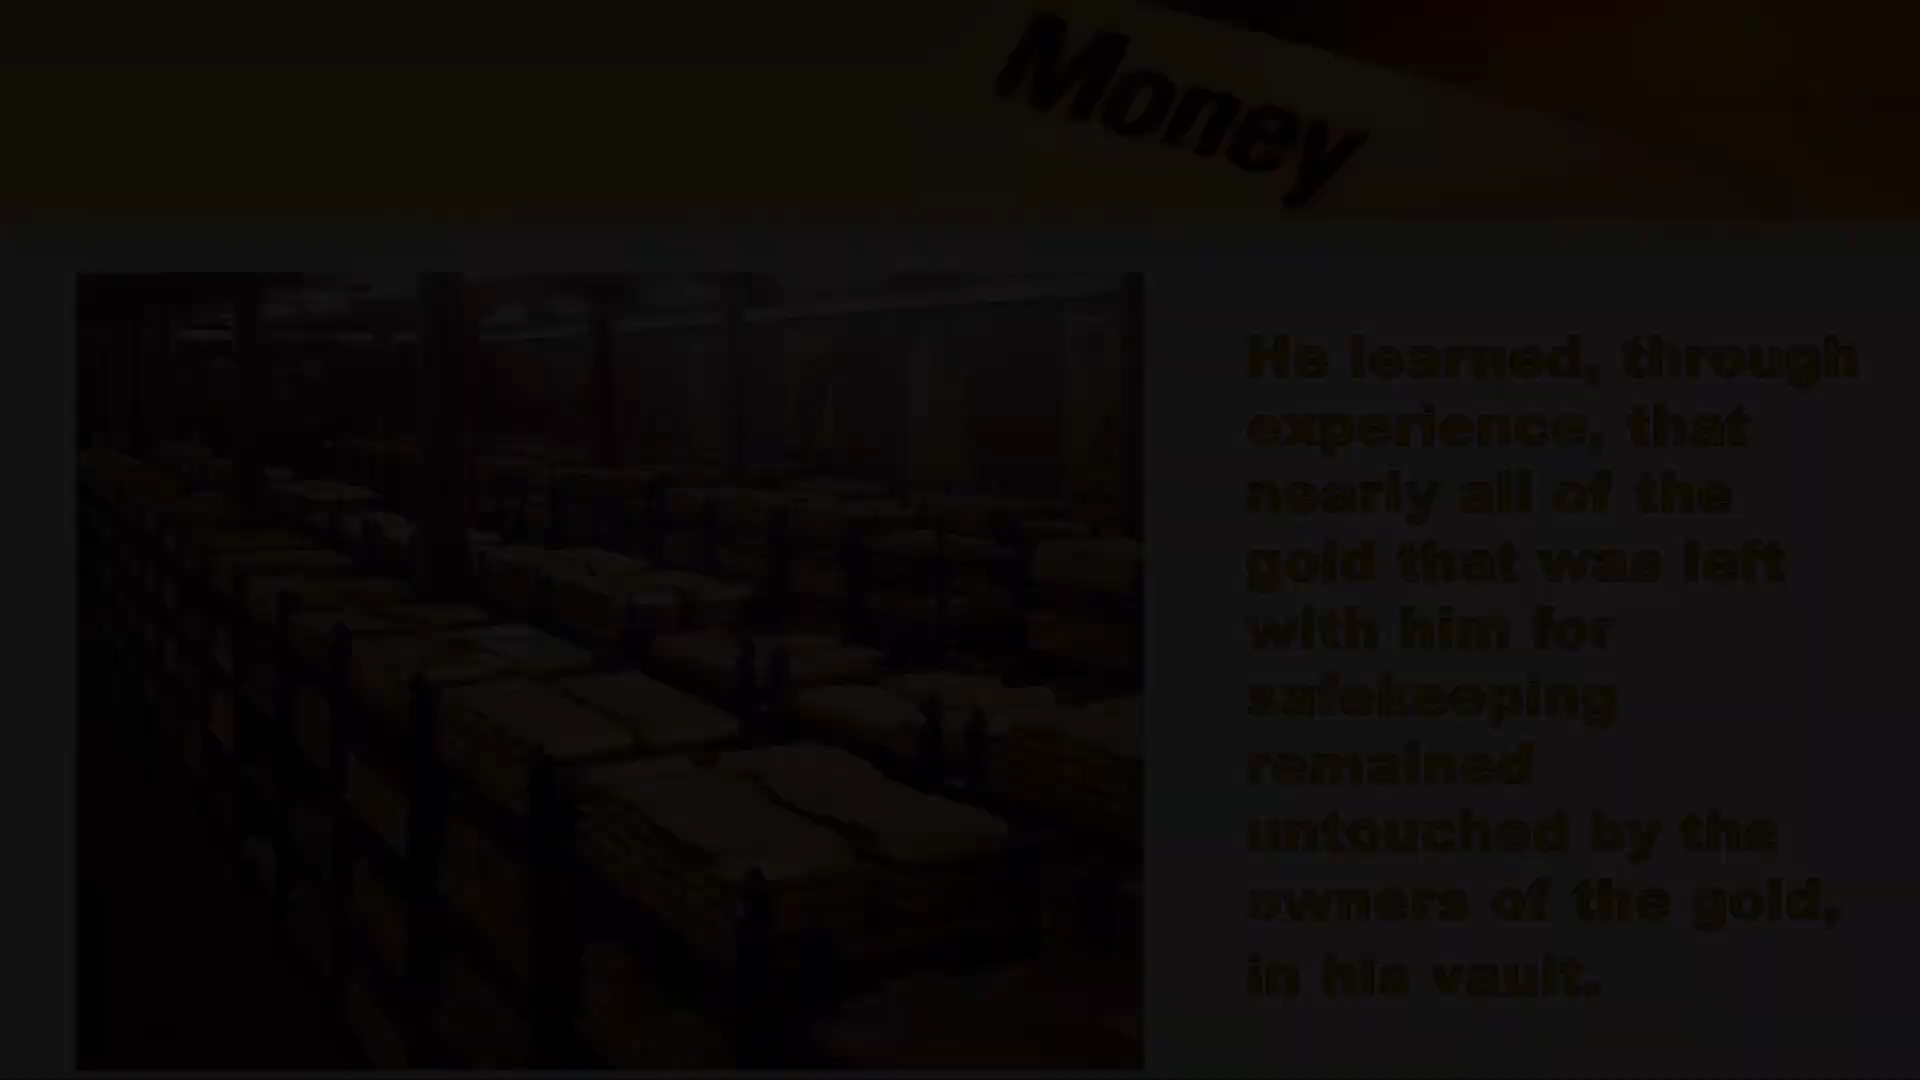 Money
He learned, through
experience, that
nearly all of the
gold that was left
with him for
safekeeping
remained
untouched by the
owners of the gold,
in his vault.